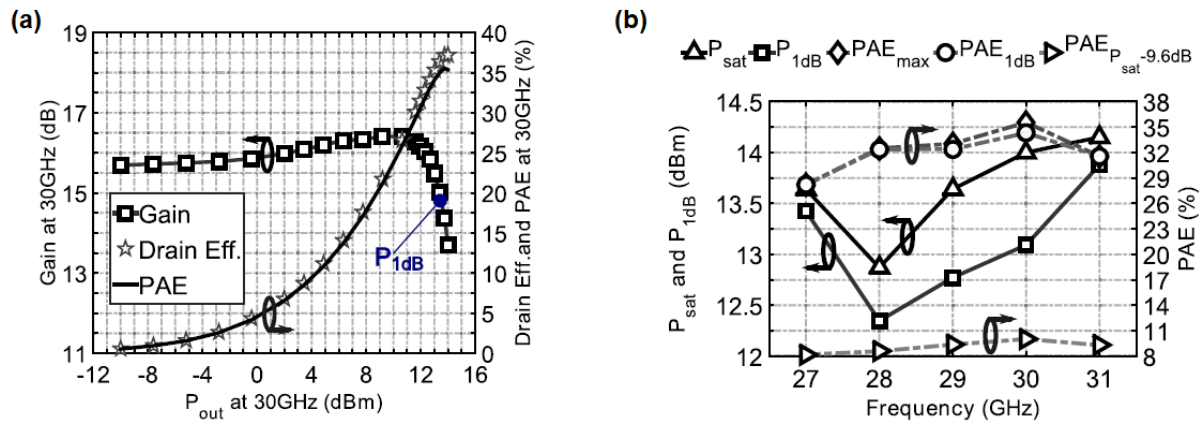 (a)
19
17
15
13
11
Gain at 30GHz (dB)
40
35
30
25
20
15
10
5
0
Drain Eff.and PAE at 30GHz (%)
Gain
Drain Eff.
PAE
P1dB
-12 -8 -4 0 4 8 12 16
Pout at 30GHz (dBm)
(b)
Psat P1dB PAEmax PAE1dB PAEPsat-9.6dB
14.5
14
13.5
13
12.5
12
Psat and P1dB (dBm)
38
35
32
29
26
23
20
17
14
11
8
PAE (%)
27 28 29 30 31
Frequency (GHz)